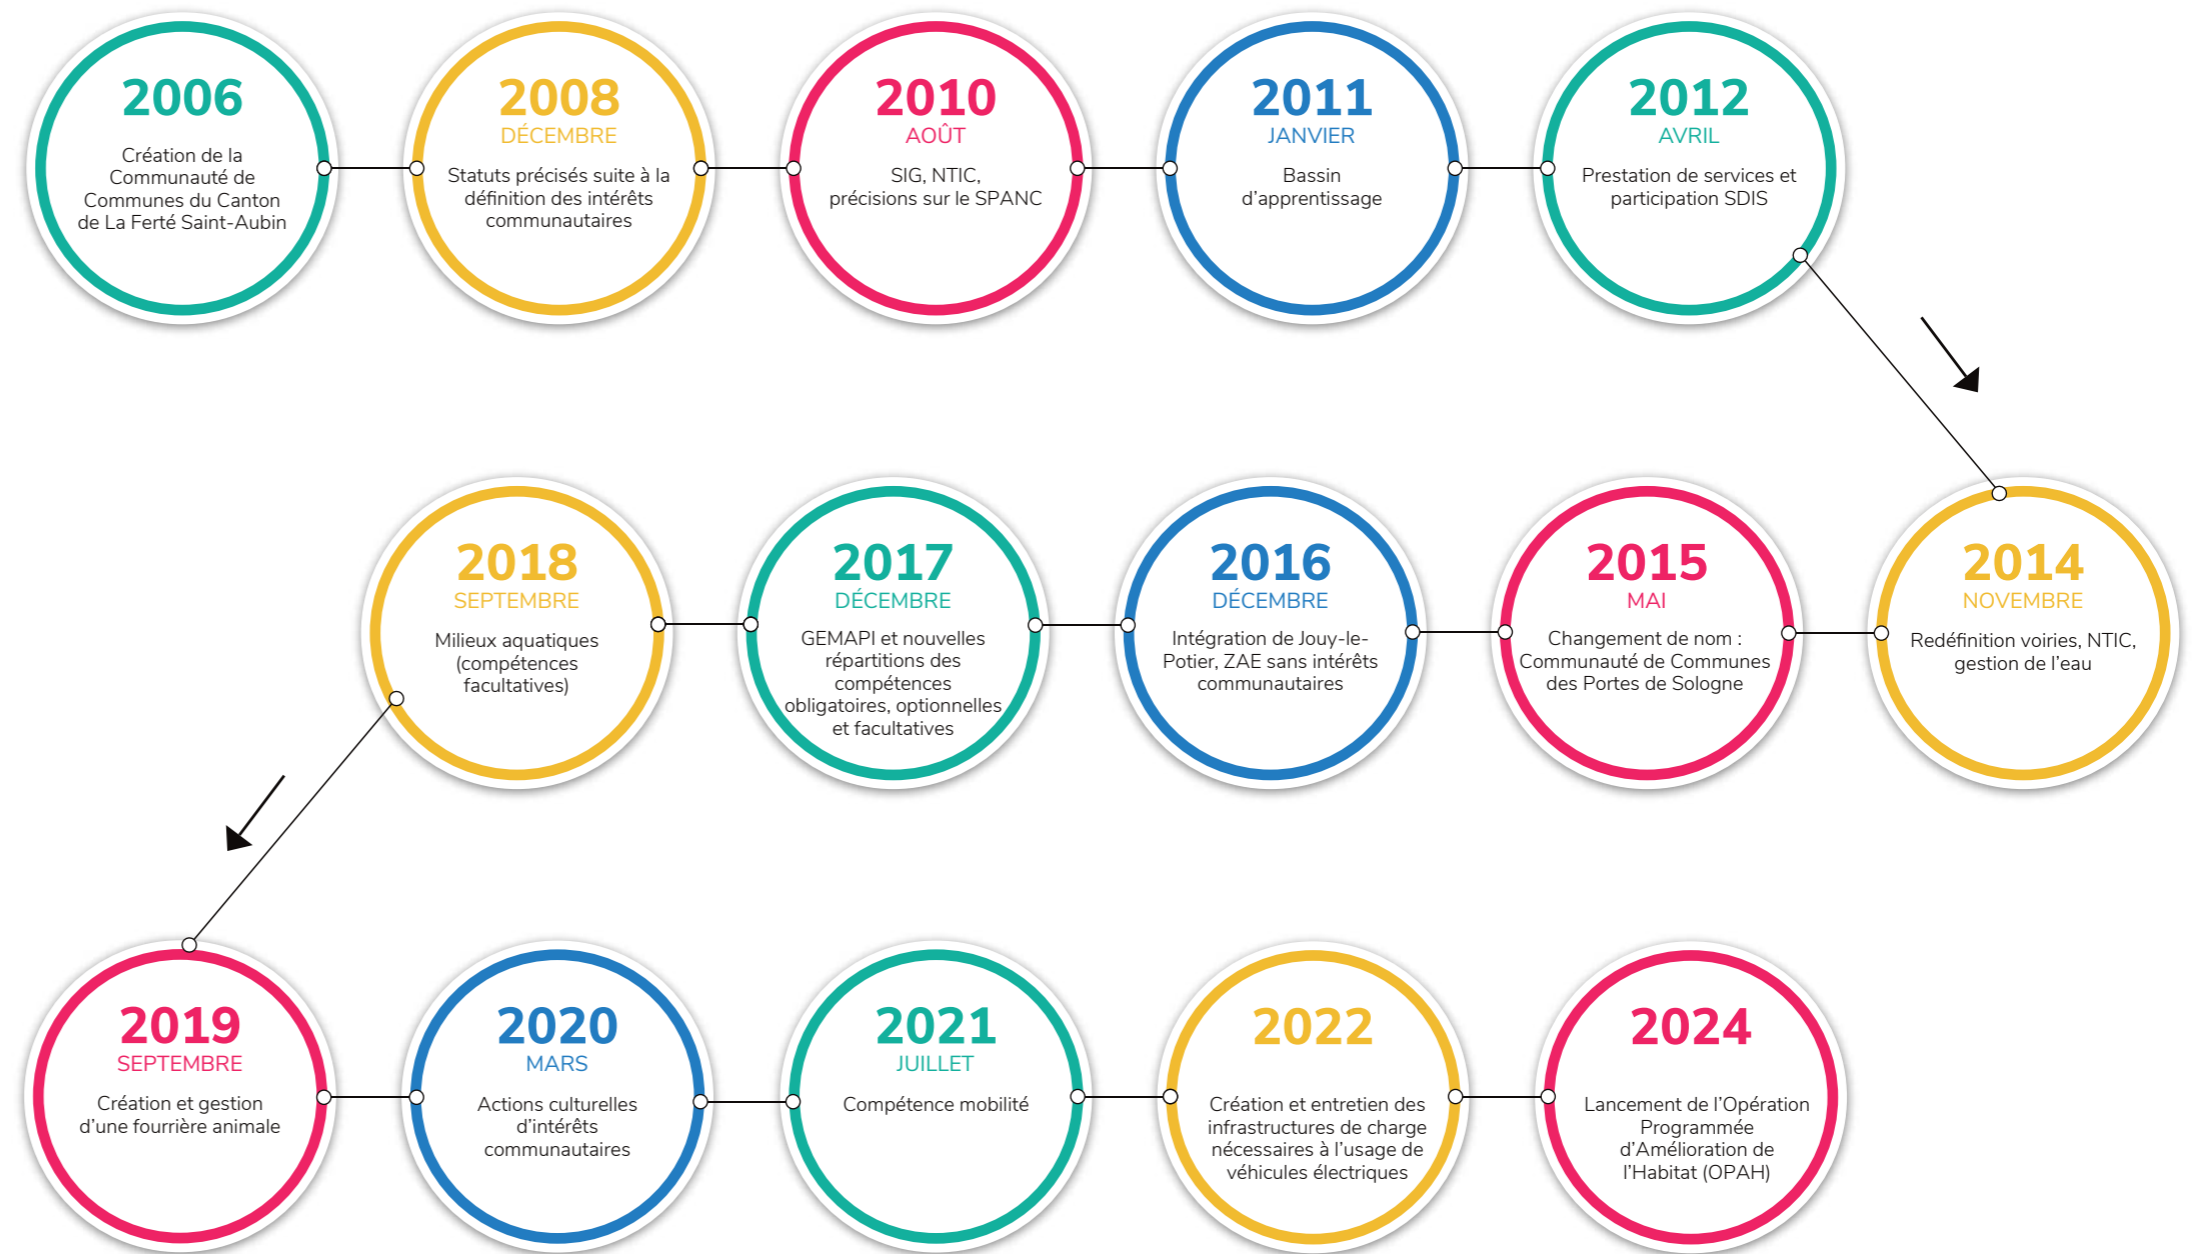 2006
Création de la
Communauté de
Communes du Canton
de La Ferté Saint-Aubin
2008
DÉCEMBRE
Statuts précisés suite à la
définition des intérêts
communautaires
2010
AOÛT
SIG, NTIC,
précisions sur le SPANC
2011
JANVIER
Bassin
d'apprentissage
2012
AVRIL
Prestation de services et
participation SDIS
2014
NOVEMBRE
Redéfinition voiries, NTIC,
gestion de l'eau
2015
MAI
Changement de nom :
Communauté de Communes
des Portes de Sologne
2016
DÉCEMBRE
Intégration de Jouy-le-
Potier, ZAE sans intérêts
communautaires
2017
DÉCEMBRE
GEMAPI et nouvelles
répartitions des
compétences
obligatoires, optionnelles
et facultatives
2018
SEPTEMBRE
Milieux aquatiques
(compétences
facultatives)
2019
SEPTEMBRE
Création et gestion
d'une fourrière animale
2020
MARS
Actions culturelles
d'intérêts
communautaires
2021
JUILLET
Compétence mobilité
2022
Création et entretien des
infrastructures de charge
nécessaires à l'usage de
véhicules électriques
2024
Lancement de l'Opération
Programmée
d'Amélioration de
l'Habitat (OPAH)